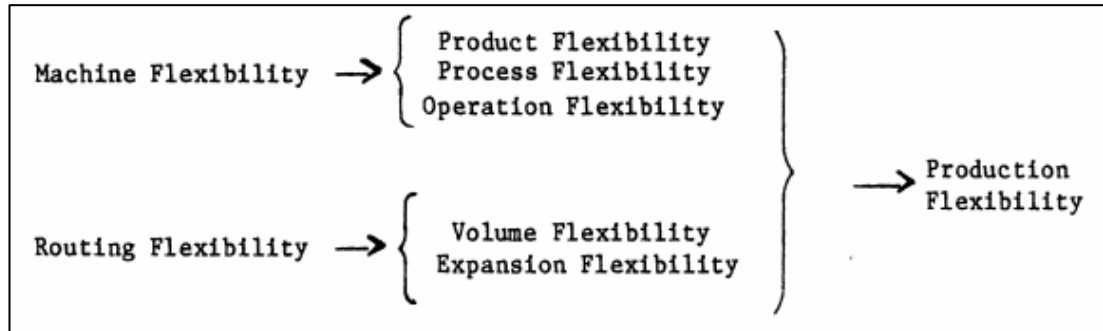 Product Flexibility
Machine Flexibility
Process Flexibility
Operation Flexibility
Production
Flexibility
Routing Flexibility
Volume Flexibility
Expansion Flexibility